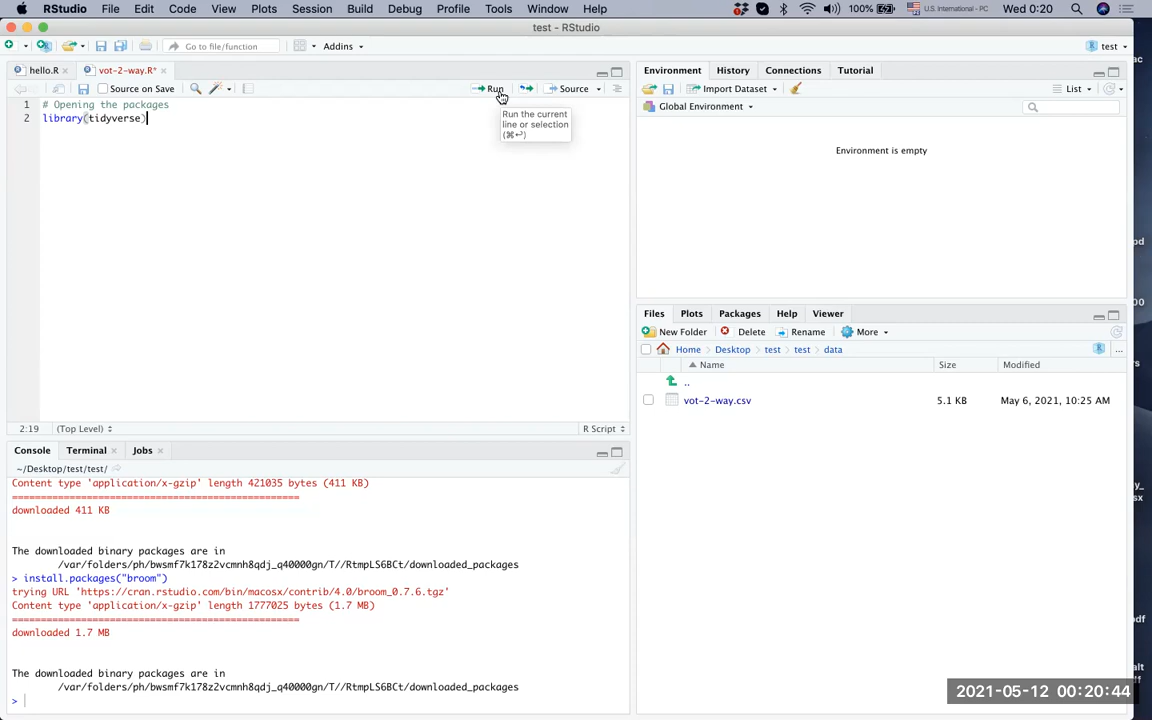 RStudio File Edit Code View Plots Session Build Debug Profile Tools Window Help 100% U.S. International - PC Wed 0:20
test - RStudio
Go to file/function Addins test
hello.R vot-2-way.R*
Source on Save Run Source
1 # Opening the packages
2 library(tidyverse)
Run the current
line or selection
(⌘↩)
2:19 (Top Level) R Script
Console Terminal Jobs
~/Desktop/test/test/
Content type 'application/x-gzip' length 421035 bytes (411 KB)
==================================================
downloaded 411 KB
The downloaded binary packages are in
/var/folders/ph/bwsmf7k178z2vcmnh8qdj_q40000gn/T//RtmpLS6BCt/downloaded_packages
> install.packages("broom")
trying URL 'https://cran.rstudio.com/bin/macosx/contrib/4.0/broom_0.7.6.tgz'
Content type 'application/x-gzip' length 1777025 bytes (1.7 MB)
==================================================
downloaded 1.7 MB
The downloaded binary packages are in
/var/folders/ph/bwsmf7k178z2vcmnh8qdj_q40000gn/T//RtmpLS6BCt/downloaded_packages
>
Environment History Connections Tutorial
Import Dataset List
Global Environment
Environment is empty
Files Plots Packages Help Viewer
New Folder Delete Rename More
Home Desktop test test data ...
Name Size Modified
..
vot-2-way.csv 5.1 KB May 6, 2021, 10:25 AM
2021-05-12 00:20:44